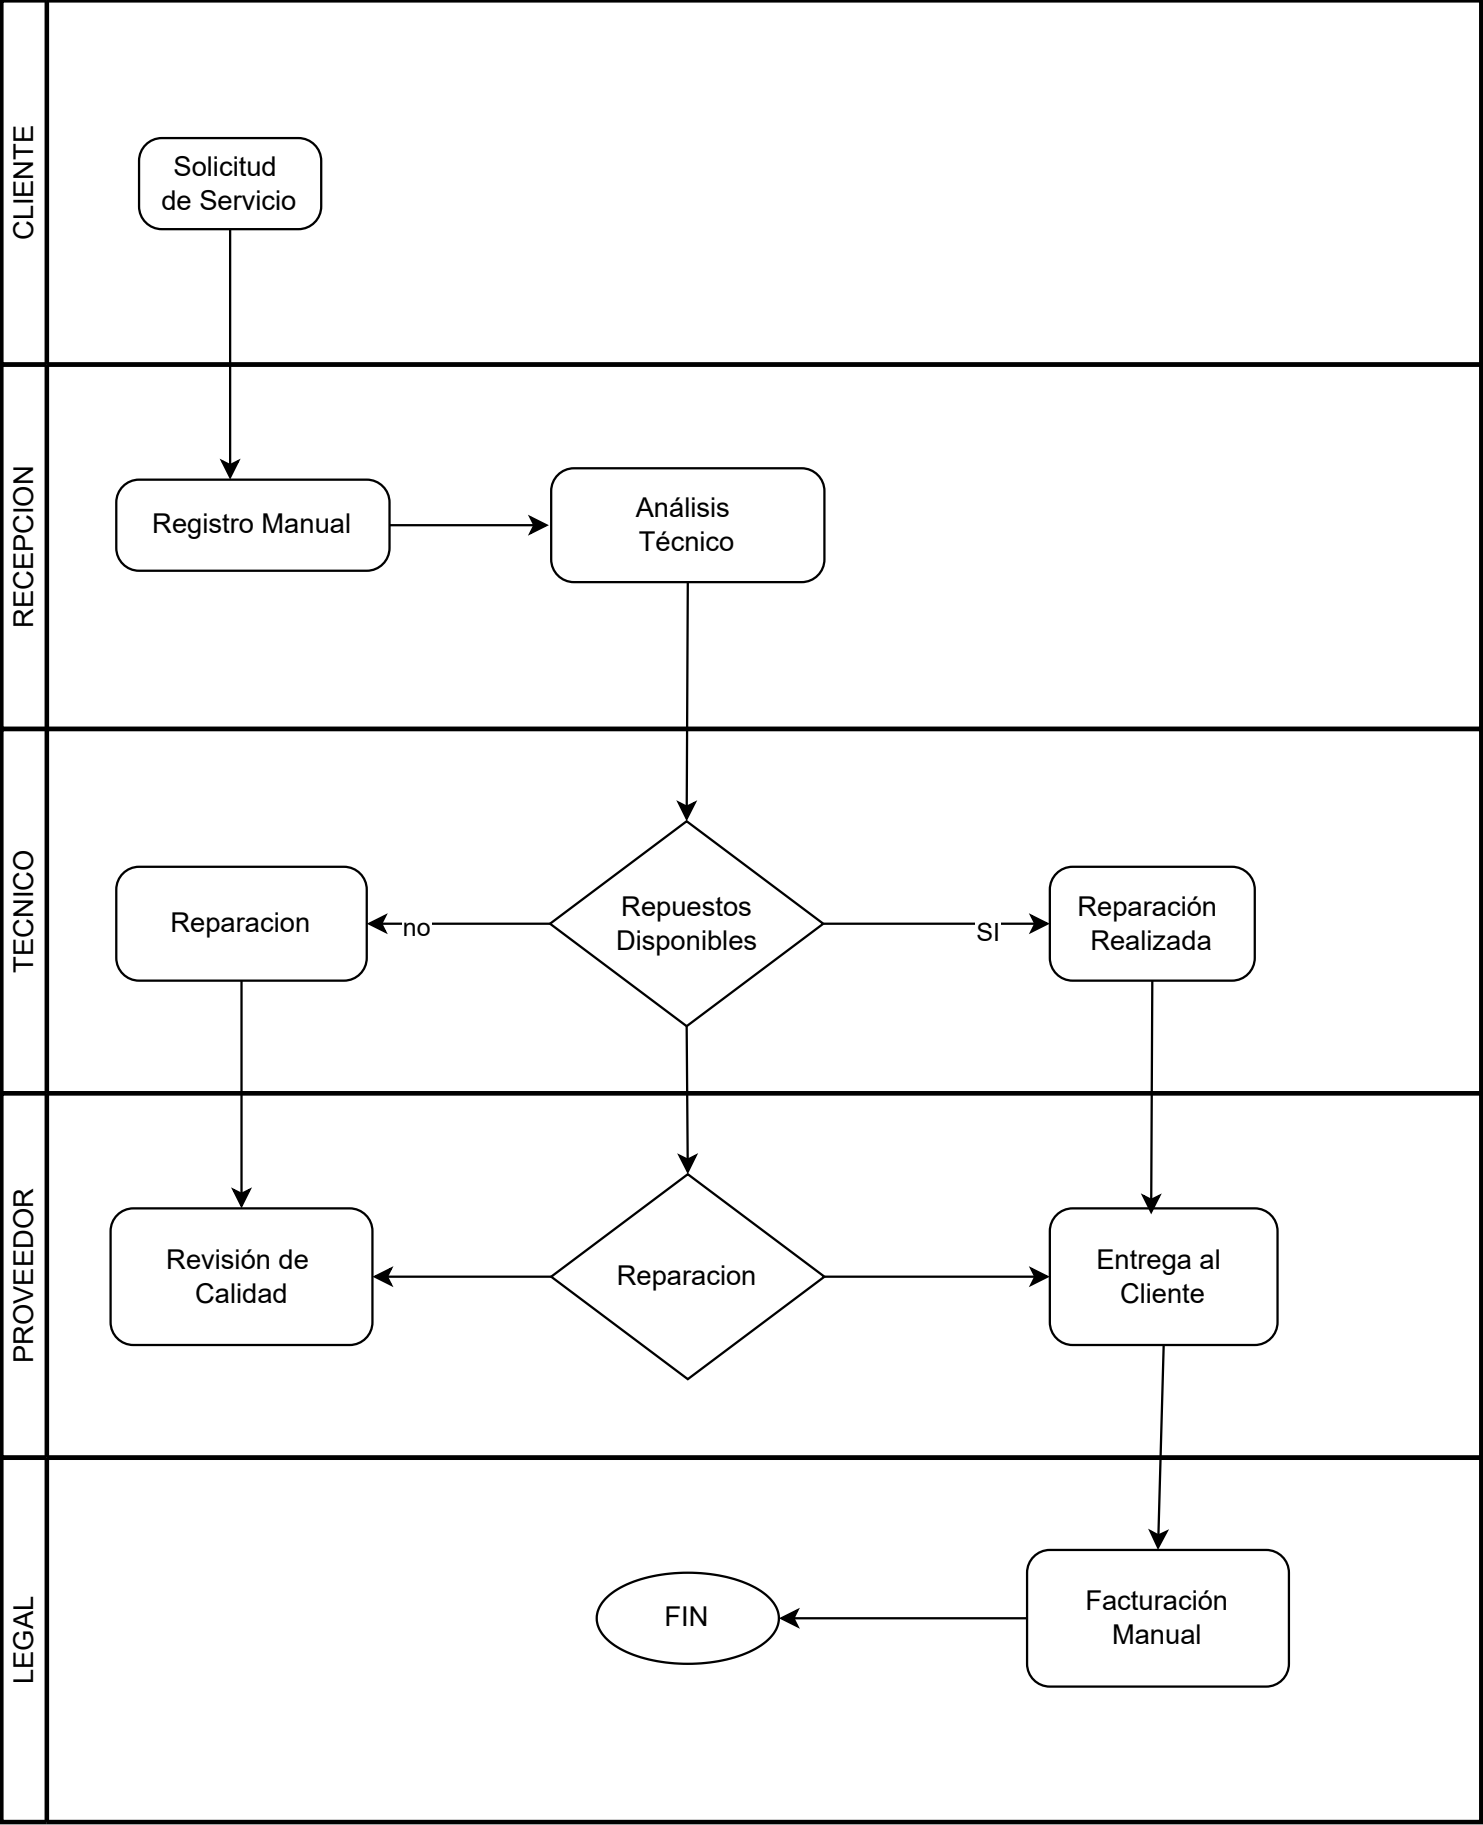 CLIENTE
Solicitud
de Servicio
RECEPCION
Registro Manual
Análisis
Técnico
TECNICO
Reparacion
no
Repuestos
Disponibles
SI
Reparación
Realizada
PROVEEDOR
Revisión de
Calidad
Reparacion
Entrega al
Cliente
LEGAL
FIN
Facturación
Manual